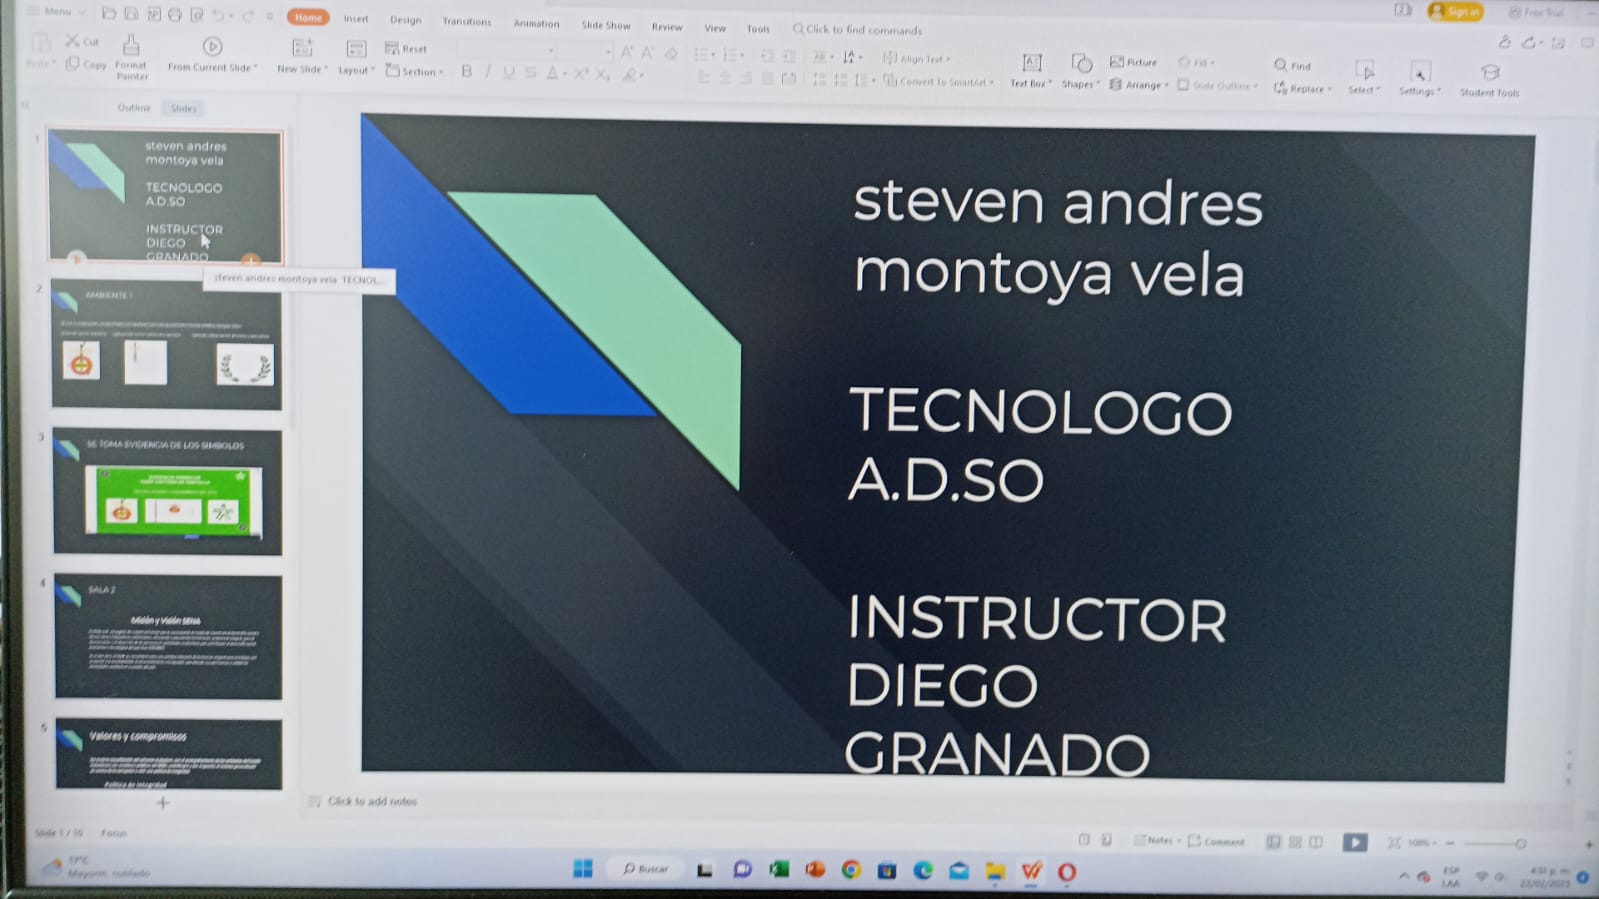 Menu
Home
Insert
Design
Transitions
Animation
Slide Show
Review
View
Tools
Click to find commands
Sign in
Free Trial
Cut
Copy
Format
Painter
From Current Slide
New Slide
Layout
Reset
Section
B I U S A X² X₂
Align Text
Convert To SmartArt
Text Box
Shapes
Picture
Arrange
Fill
Slide Outline
Find
Replace
Select
Settings
Student Tools
Outline
Slides
1
steven andres
montoya vela
TECNOLOGO
A.D.SO
INSTRUCTOR
DIEGO
GRANADO
steven andres montoya vela TECNOL...
2
AMBIENTE 1
3
SE TOMA EVIDENCIA DE LOS SIMBOLOS
4
SALA 2
Misión y Visión SENA
5
Valores y compromisos
Política de Integridad
steven andres
montoya vela
TECNOLOGO
A.D.SO
INSTRUCTOR
DIEGO
GRANADO
Click to add notes
Notes
Comment
17°C
Mayorm. nublado
Buscar
ESP
LAA
4:51 p. m.
22/02/2023